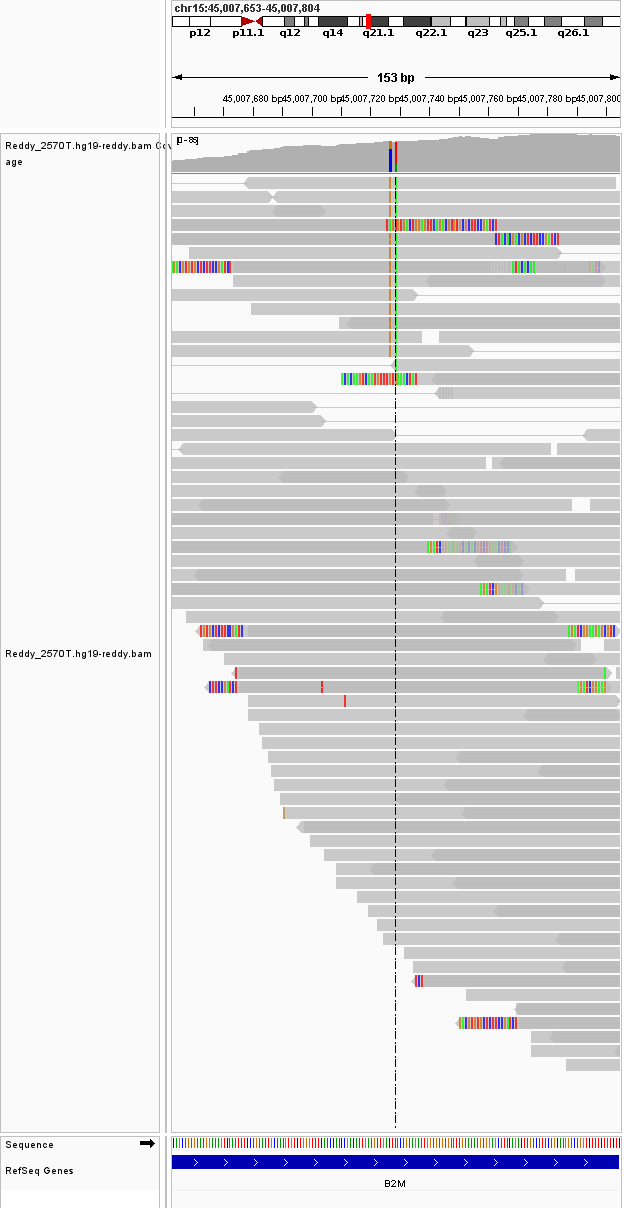 chr15:45,007,653-45,007,804
p12 p11.1 q12 q14 q21.1 q22.1 q23 q25.1 q26.1
153 bp
45,007,680 bp 45,007,700 bp 45,007,720 bp 45,007,740 bp 45,007,760 bp 45,007,780 bp 45,007,800
Reddy_2570T.hg19-reddy.bam Cov
age
[0-85]
Reddy_2570T.hg19-reddy.bam
Sequence
RefSeq Genes
B2M